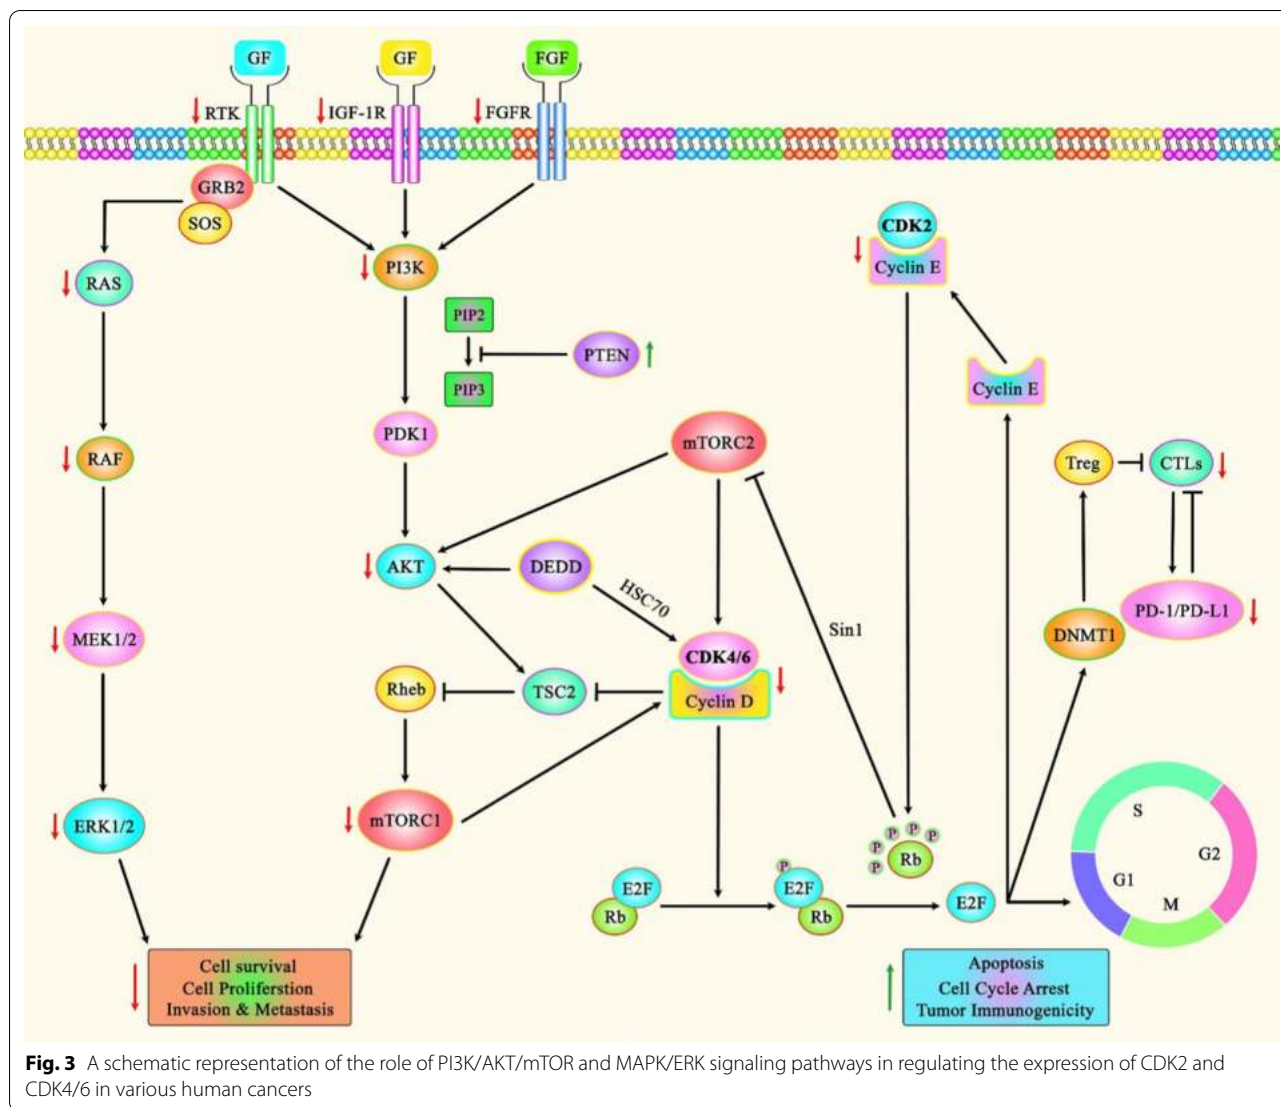 GF
GF
FGF
RTK
IGF-1R
FGFR
GRB2
SOS
CDK2
Cyclin E
RAS
PI3K
PIP2
PTEN
PIP3
Cyclin E
PDK1
mTORC2
RAF
Treg
CTLs
AKT
DEDD
HSC70
Sin1
PD-1/PD-L1
DNMT1
MEK1/2
CDK4/6
Cyclin D
Rheb
TSC2
ERK1/2
mTORC1
P
P
P
P
P
Rb
S
G2
G1
M
E2F
Rb
P
E2F
Rb
E2F
Cell survival
Cell Proliferstion
Invasion & Metastasis
Apoptosis
Cell Cycle Arrest
Tumor Immunogenicity
Fig. 3 A schematic representation of the role of PI3K/AKT/mTOR and MAPK/ERK signaling pathways in regulating the expression of CDK2 and
CDK4/6 in various human cancers